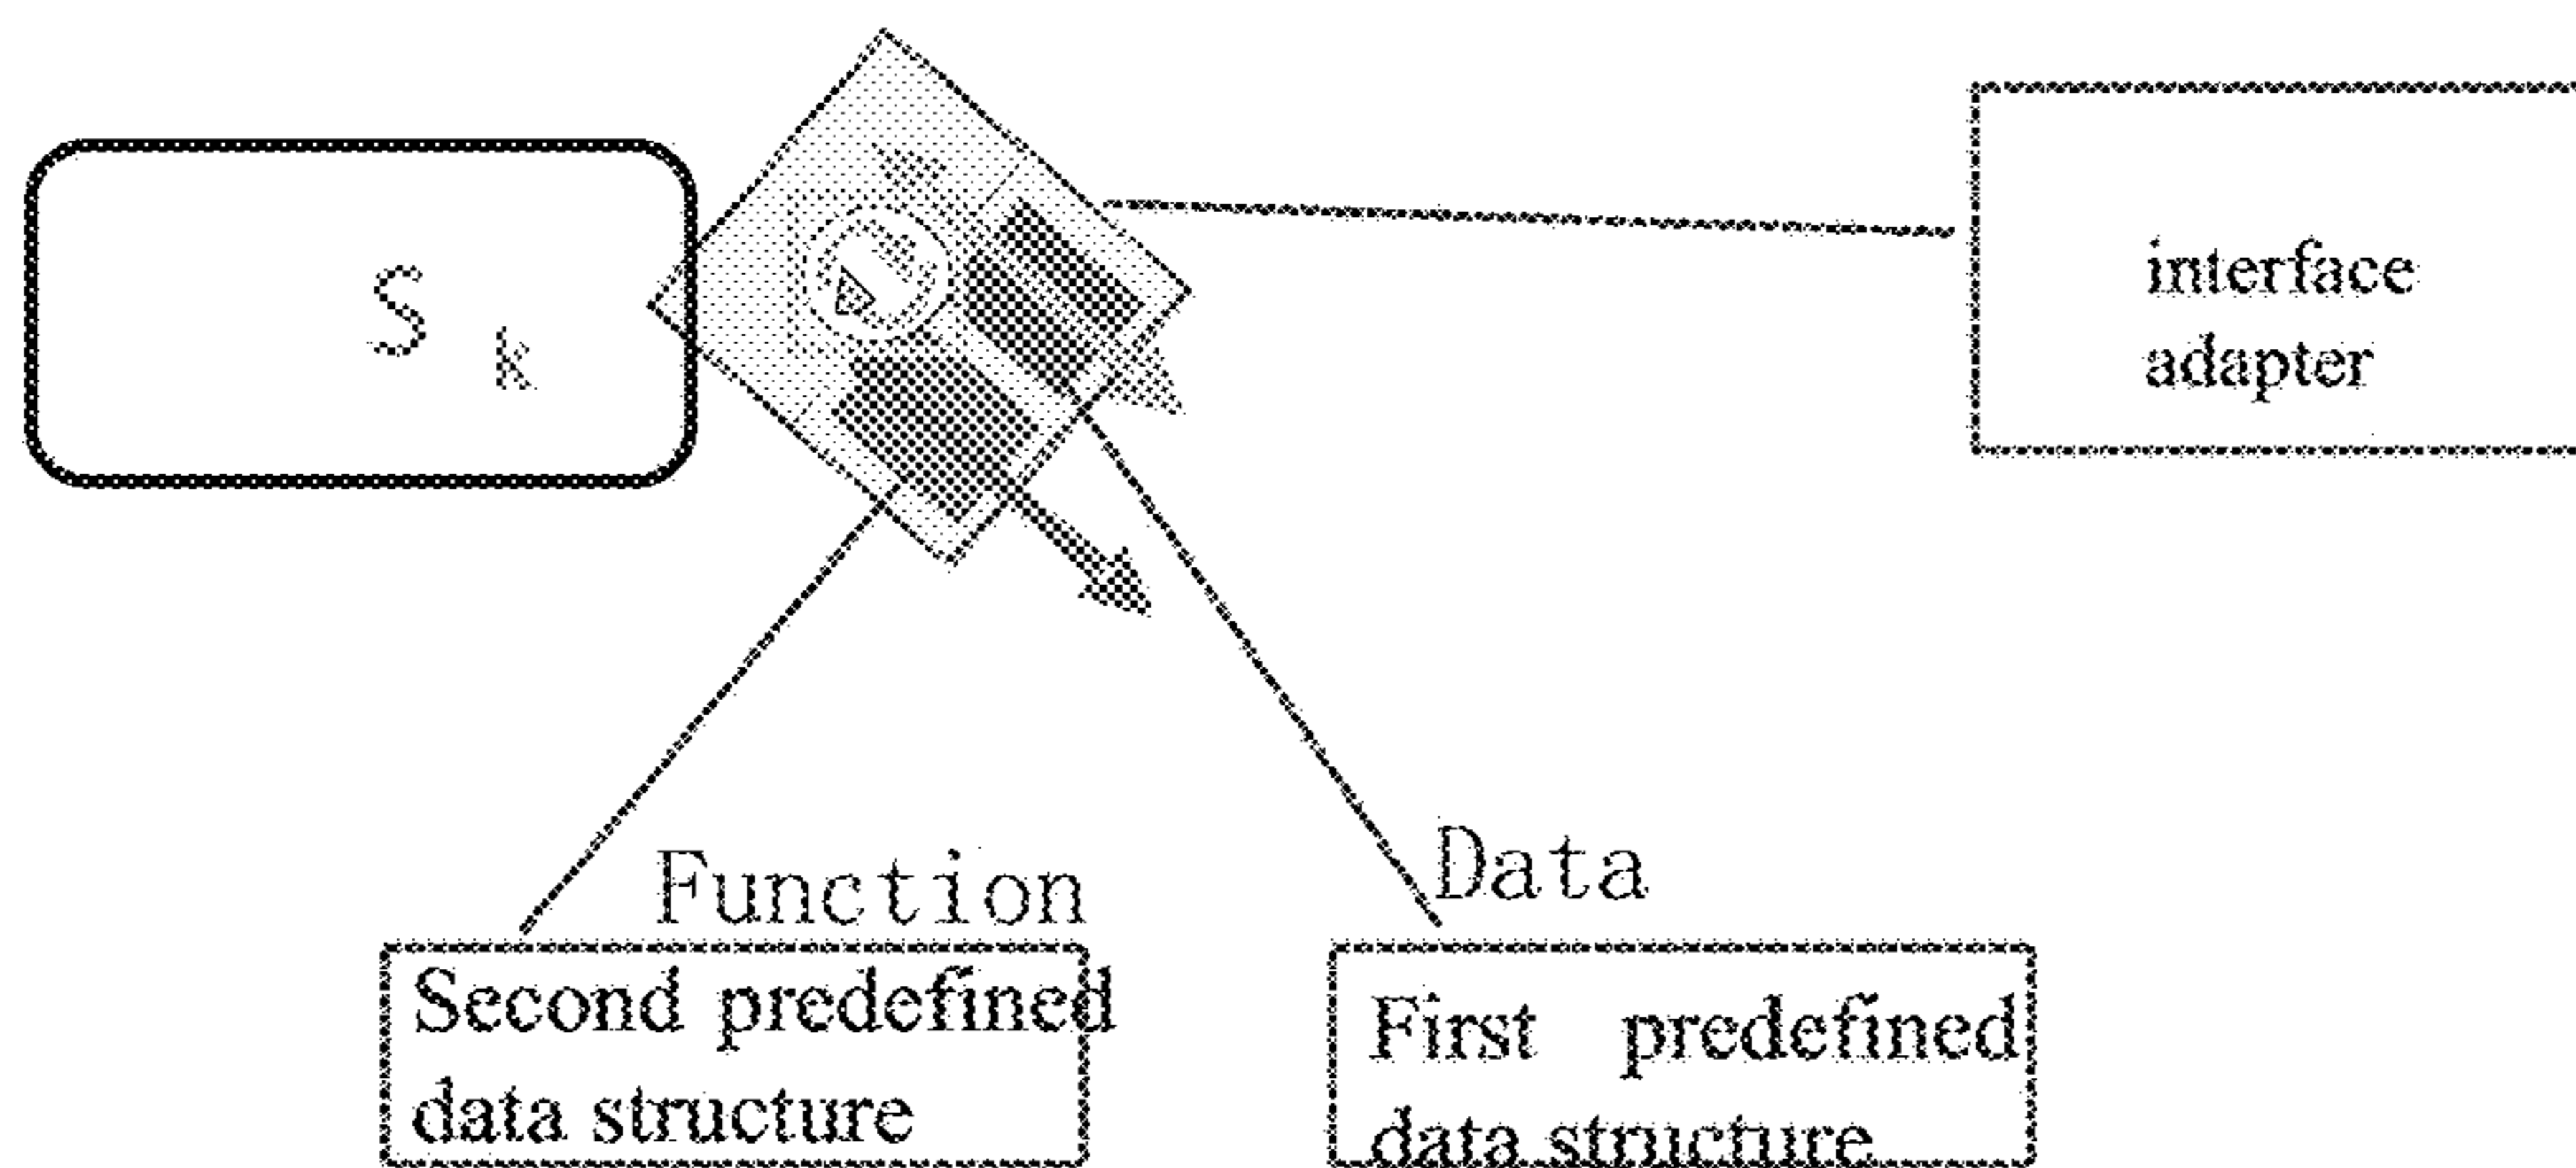 S k
interface
adapter
Function
Data
Second predefined
data structure
First predefined
data structure